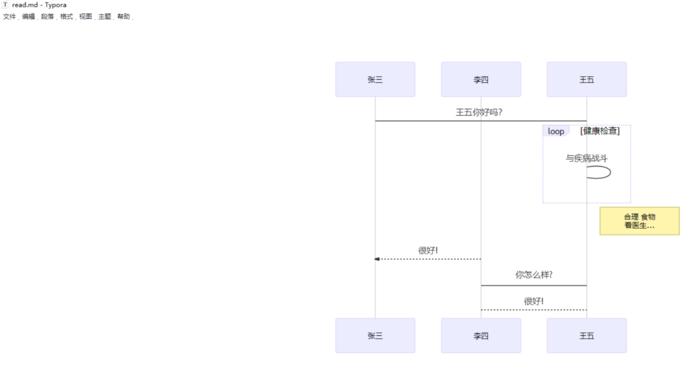 read.md - Typora
文件 编辑 段落 格式 视图 主题 帮助
张三 李四 王五
王五你好吗?
loop [健康检查]
与疾病战斗
合理 食物
看医生...
很好!
你怎么样?
很好!
张三 李四 王五